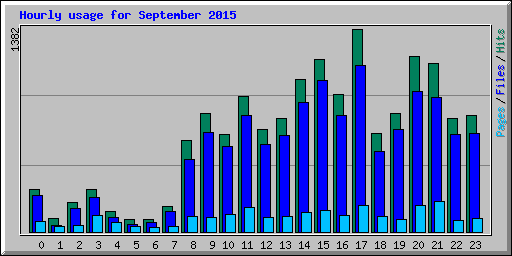 Hourly usage for September 2015
1382
Pages/Files/Hits
0 1 2 3 4 5 6 7 8 9 10 11 12 13 14 15 16 17 18 19 20 21 22 23